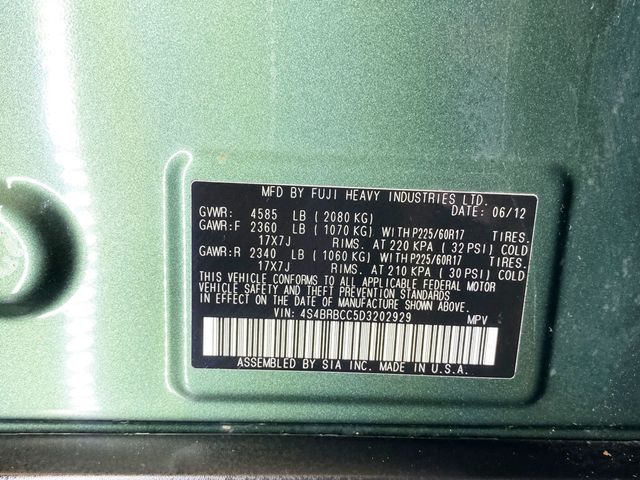 MFD BY FUJI HEAVY INDUSTRIES LTD.
DATE: 06/12
GVWR: 4585 LB ( 2080 KG)
GAWR:F 2360 LB ( 1070 KG) WITH P225/60R17 TIRES.
17X7J RIMS. AT 220 KPA ( 32 PSI) COLD
GAWR:R 2340 LB ( 1060 KG) WITH P225/60R17 TIRES.
17X7J RIMS. AT 210 KPA ( 30 PSI) COLD
THIS VEHICLE CONFORMS TO ALL APPLICABLE FEDERAL MOTOR
VEHICLE SAFETY AND THEFT PREVENTION STANDARDS
IN EFFECT ON THE DATE OF MANUFACTURE SHOWN ABOVE.
VIN: 4S4BRBCC5D3202929 MPV
ASSEMBLED BY SIA INC. MADE IN U.S.A.